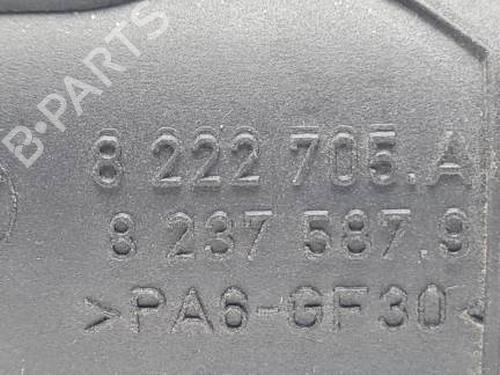 B-PARTS
8 222 705.A
8 237 587.9
>PA6-GF30<